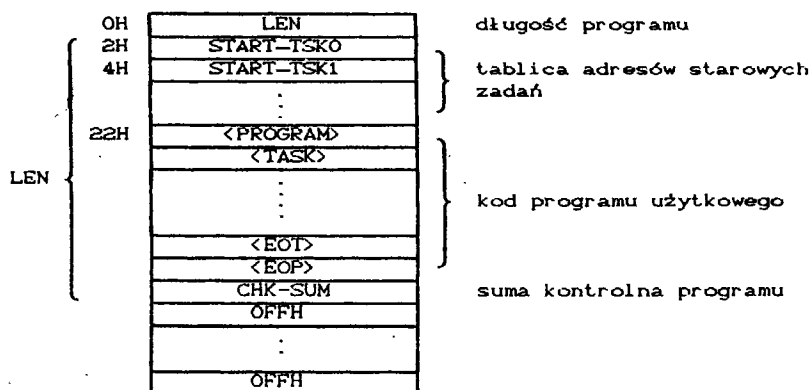 0H LEN długość programu
2H START-TSK0
4H START-TSK1 tablica adresów starowych
zadań
22H <PROGRAM>
<TASK>
LEN kod programu użytkowego
<EOT>
<EOP>
CHK-SUM suma kontrolna programu
0FFH
0FFH